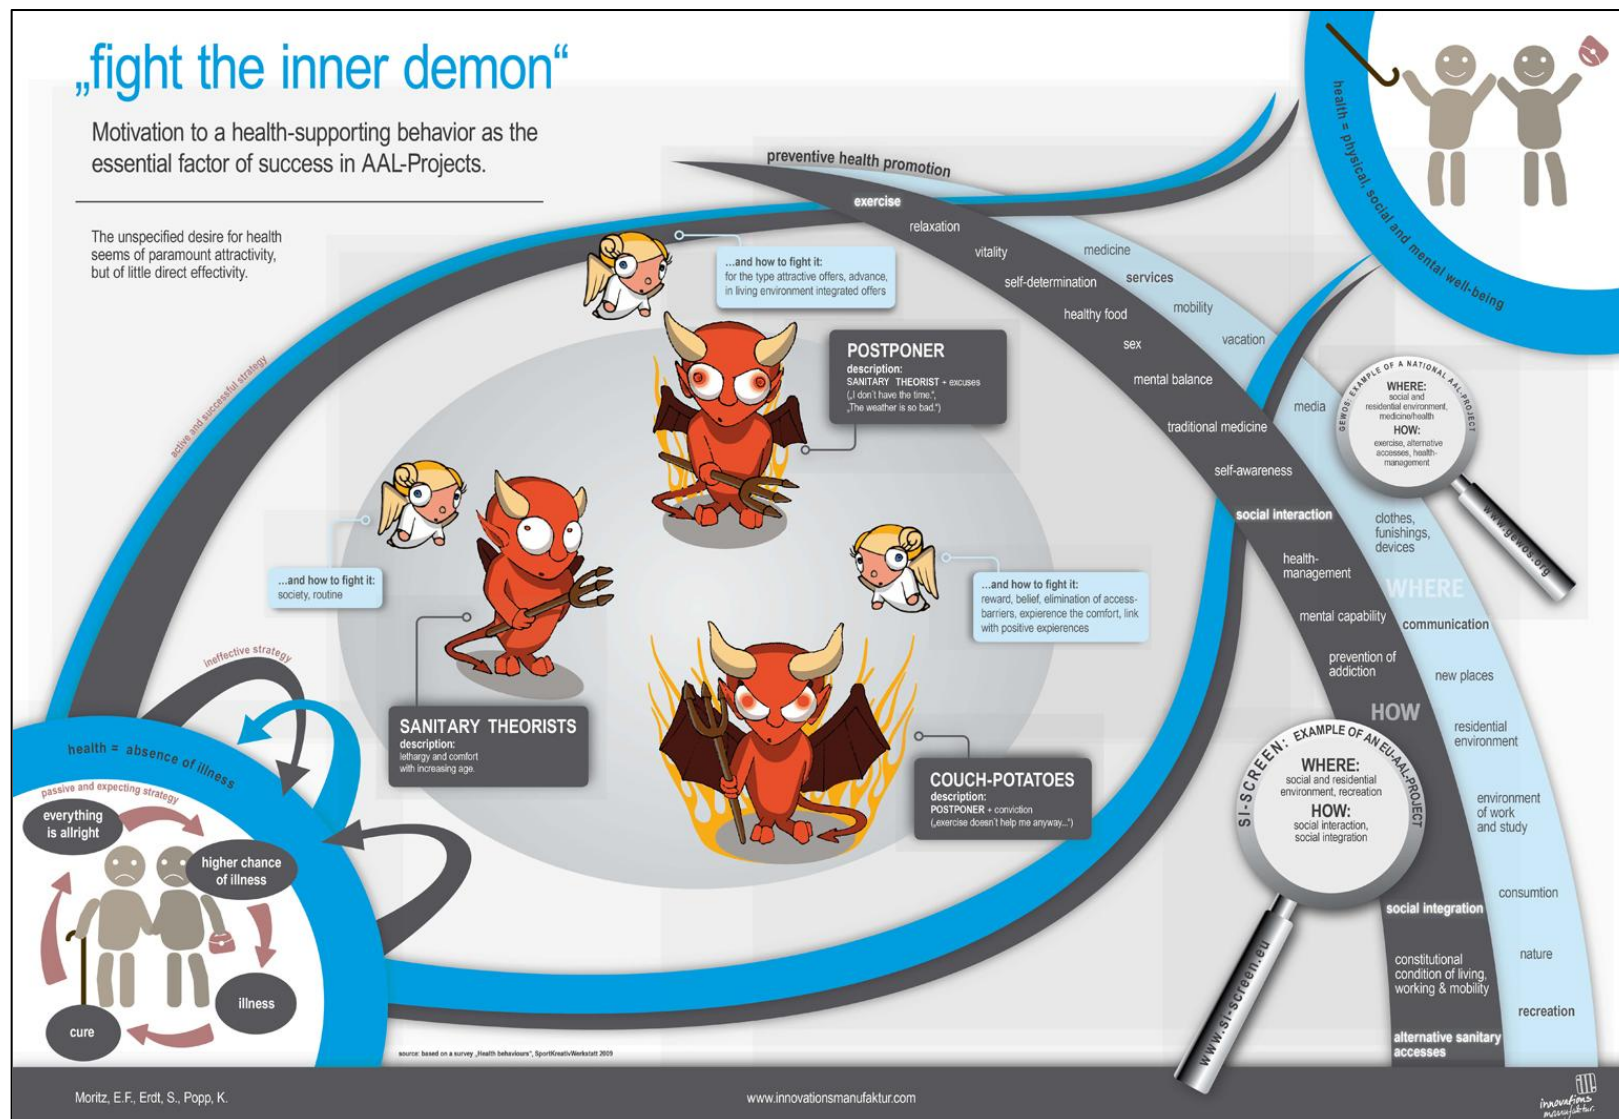 „fight the inner demon“
Motivation to a health-supporting behavior as the
essential factor of success in AAL-Projects.
The unspecified desire for health
seems of paramount attractivity,
but of little direct effectivity.
active and successful strategy
ineffective strategy
health = absence of illness
passive and expecting strategy
everything
is allright
higher chance
of illness
illness
cure
...and how to fight it:
for the type attractive offers, advance,
in living environment integrated offers
POSTPONER
description:
SANITARY THEORIST + excuses
(„I don´t have the time.“,
„The weather is so bad.“)
...and how to fight it:
society, routine
SANITARY THEORISTS
description:
lethargy and comfort
with increasing age.
...and how to fight it:
reward, belief, elimination of access-
barriers, expierence the comfort, link
with positive expierences
COUCH-POTATOES
description:
POSTPONER + conviction
(„exercise doesn´t help me anyway...“)
preventive health promotion
exercise
relaxation
vitality
self-determination
healthy food
sex
mental balance
traditional medicine
self-awareness
social interaction
health-
management
mental capability
prevention of
addiction
HOW
social integration
constitutional
condition of living,
working & mobility
alternative sanitary
accesses
medicine
services
mobility
vacation
media
clothes,
furnishings,
devices
WHERE
communication
new places
residential
environment
environment
of work
and study
consumtion
nature
recreation
health = physical, social and mental well-being
GEWOS: EXAMPLE OF A NATIONAL AAL-PROJECT
WHERE:
social and
residential environment,
medicine/health
HOW:
exercise, alternative
accesses, health-
management
www.gewos.org
SI-SCREEN: EXAMPLE OF AN EU-AAL-PROJECT
WHERE:
social and residential
environment, recreation
HOW:
social interaction,
social integration
www.si-screen.eu
source: based on a survey „Health behaviours“, SportKreativWerkstatt 2009
Moritz, E.F., Erdt, S., Popp, K.
www.innovationsmanufaktur.com
innovations
manufaktur.